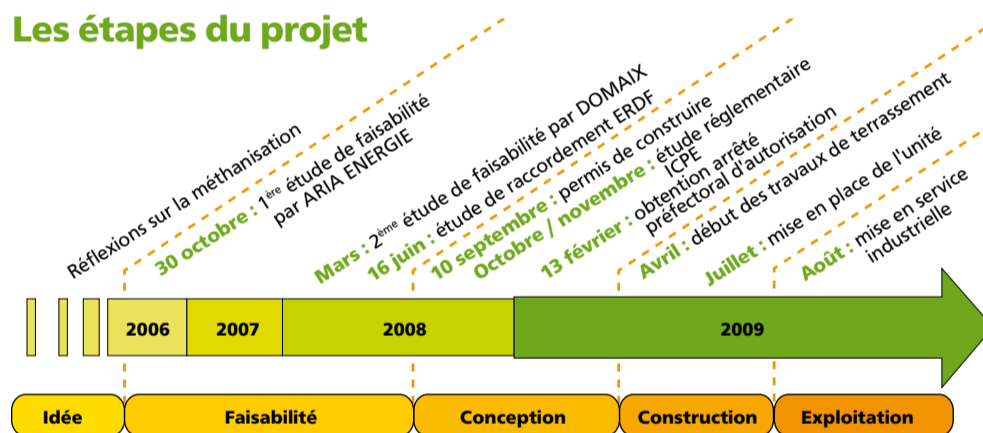 Les étapes du projet
Réflexions sur la méthanisation
30 octobre : 1ère étude de faisabilité
par ARIA ENERGIE
Mars : 2ème étude de faisabilité par DOMAIX
16 juin : étude de raccordement ERDF
10 septembre : permis de construire
Octobre / novembre : étude réglementaire
ICPE
13 février : obtention arrêté
préfectoral d'autorisation
Avril : début des travaux de terrassement
Juillet : mise en place de l'unité
Août : mise en service
industrielle
2006
2007
2008
2009
Idée
Faisabilité
Conception
Construction
Exploitation